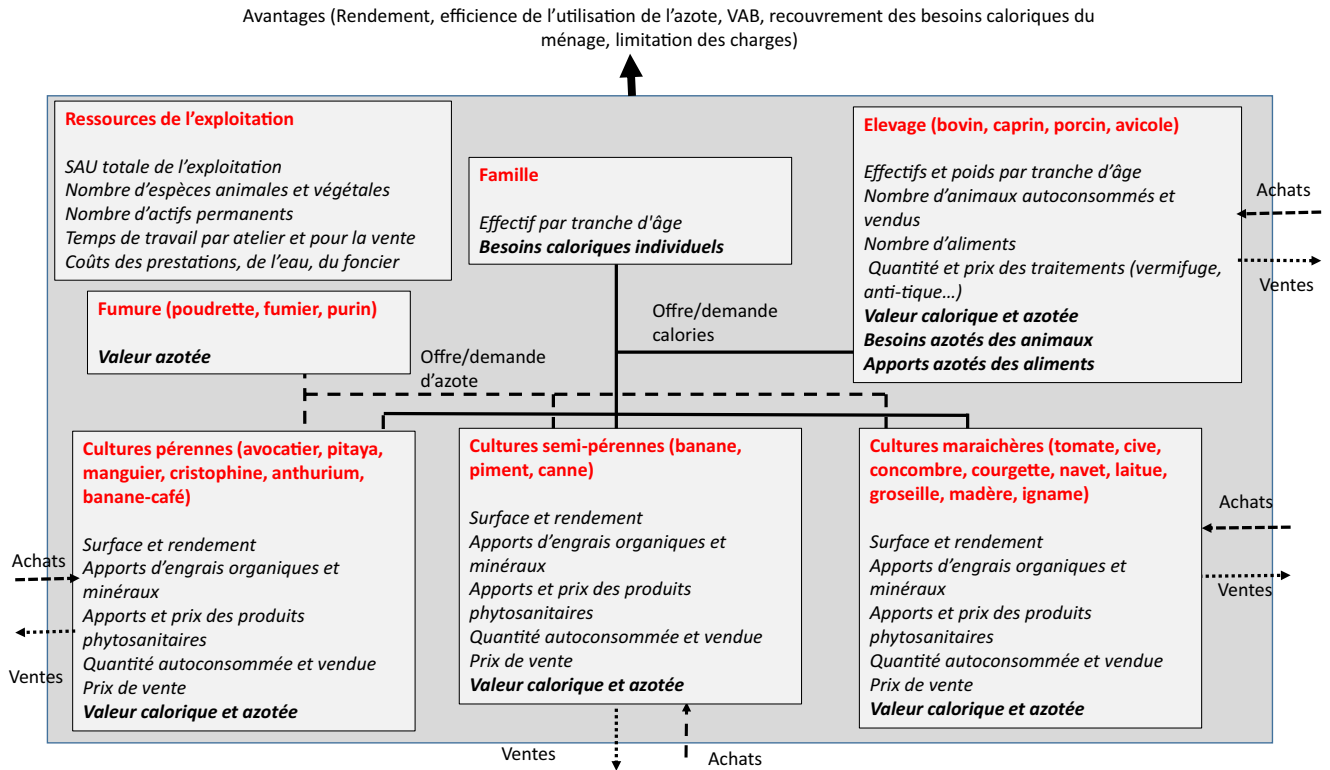 Avantages (Rendement, efficience de l'utilisation de l'azote, VAB, recouvrement des besoins caloriques du
ménage, limitation des charges)
Ressources de l'exploitation
SAU totale de l'exploitation
Nombre d'espèces animales et végétales
Nombre d'actifs permanents
Temps de travail par atelier et pour la vente
Coûts des prestations, de l'eau, du foncier
Famille
Effectif par tranche d'âge
Besoins caloriques individuels
Elevage (bovin, caprin, porcin, avicole)
Effectifs et poids par tranche d'âge
Nombre d'animaux autoconsommés et
vendus
Nombre d'aliments
Quantité et prix des traitements (vermifuge,
anti-tique…)
Valeur calorique et azotée
Besoins azotés des animaux
Apports azotés des aliments
Achats
Ventes
Fumure (poudrette, fumier, purin)
Valeur azotée
Offre/demande
d'azote
Offre/demande
calories
Cultures pérennes (avocatier, pitaya,
manguier, cristophine, anthurium,
banane-café)
Surface et rendement
Apports d'engrais organiques et
minéraux
Apports et prix des produits
phytosanitaires
Quantité autoconsommée et vendue
Prix de vente
Valeur calorique et azotée
Achats
Ventes
Cultures semi-pérennes (banane,
piment, canne)
Surface et rendement
Apports d'engrais organiques et
minéraux
Apports et prix des produits
phytosanitaires
Quantité autoconsommée et vendue
Prix de vente
Valeur calorique et azotée
Ventes
Achats
Cultures maraichères (tomate, cive,
concombre, courgette, navet, laitue,
groseille, madère, igname)
Surface et rendement
Apports d'engrais organiques et
minéraux
Apports et prix des produits
phytosanitaires
Quantité autoconsommée et vendue
Prix de vente
Valeur calorique et azotée
Achats
Ventes